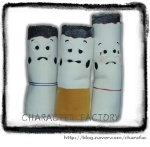 CHARACTER FACTORY
http://blog.naver.com/charafac